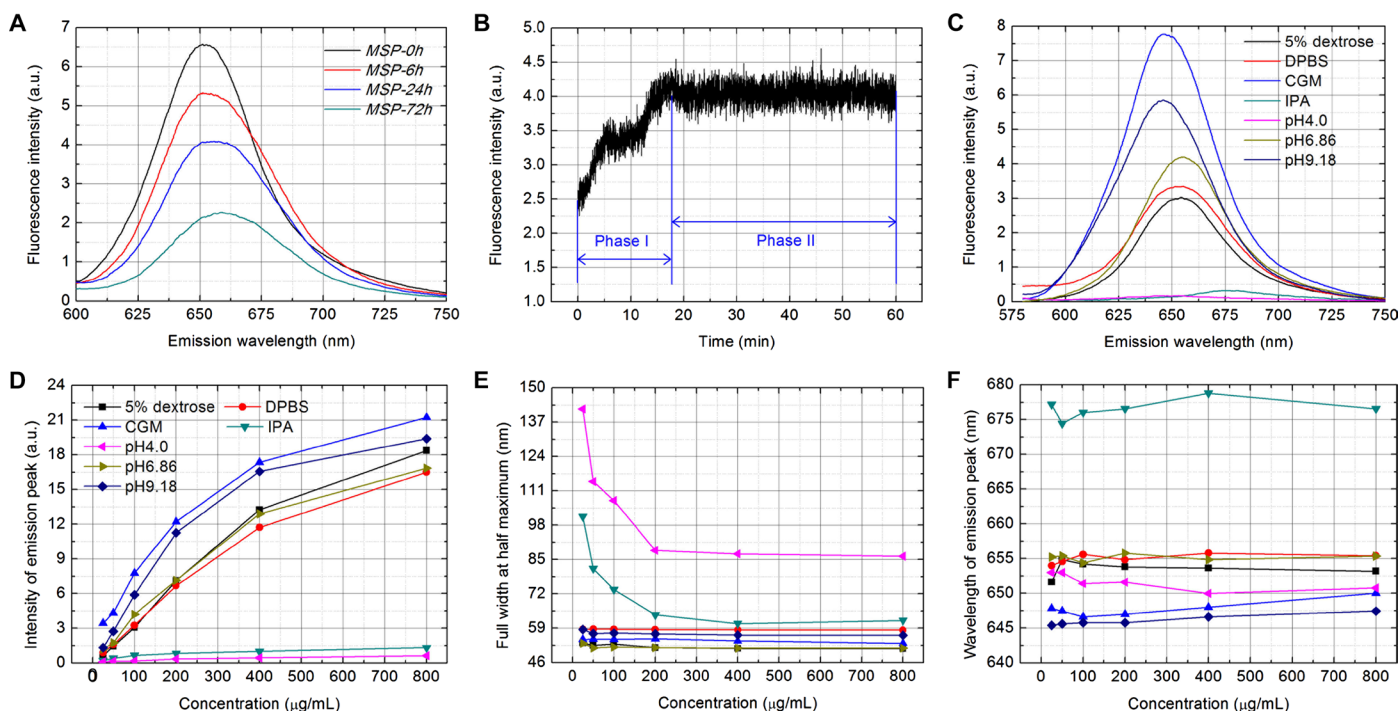 A
Fluorescence intensity (a.u.)
7
6
5
4
3
2
1
0
600 625 650 675 700 725 750
Emission wavelength (nm)
MSP-0h
MSP-6h
MSP-24h
MSP-72h
B
Fluorescence intensity (a.u.)
5.0
4.5
4.0
3.5
3.0
2.5
2.0
1.5
1.0
0 10 20 30 40 50 60
Time (min)
Phase I
Phase II
C
Fluorescence intensity (a.u.)
8
7
6
5
4
3
2
1
0
575 600 625 650 675 700 725 750
Emission wavelength (nm)
5% dextrose
DPBS
CGM
IPA
pH4.0
pH6.86
pH9.18
D
Intensity of emission peak (a.u.)
24
21
18
15
12
9
6
3
0
0 100 200 300 400 500 600 700 800
Concentration (μg/mL)
5% dextrose DPBS
CGM IPA
pH4.0
pH6.86
pH9.18
E
Full width at half maximum (nm)
150
137
124
111
98
85
72
59
46
0 100 200 300 400 500 600 700 800
Concentration (μg/mL)
F
Wavelength of emission peak (nm)
680
675
660
655
650
645
640
0 100 200 300 400 500 600 700 800
Concentration (μg/mL)